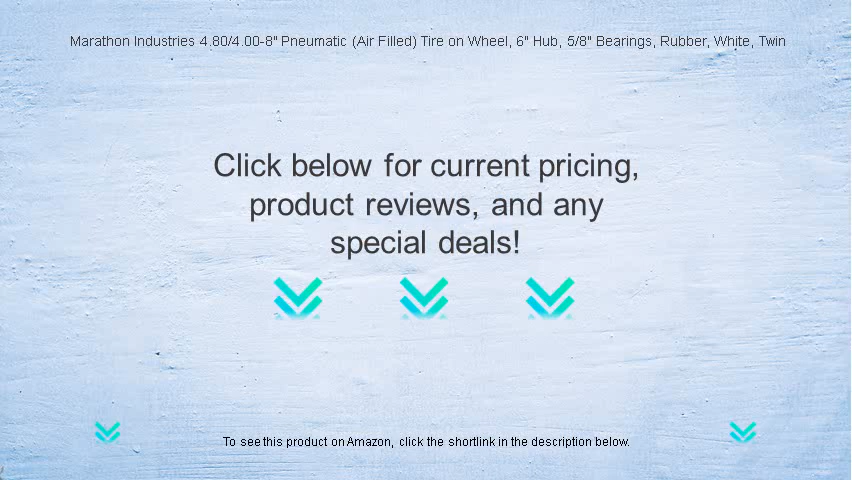 Marathon Industries 4.80/4.00-8" Pneumatic (Air Filled) Tire on Wheel, 6" Hub, 5/8" Bearings, Rubber, White, Twin
Click below for current pricing,
product reviews, and any
special deals!
To see this product on Amazon, click the shortlink in the description below.